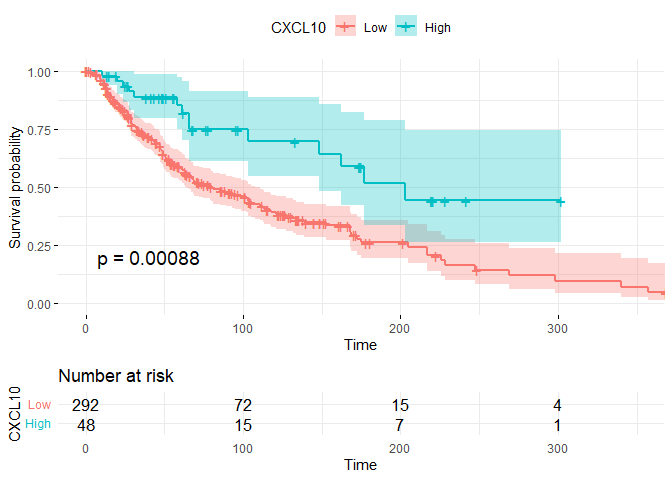 CXCL10 Low High
Survival probability
1.00
0.75
0.50
0.25
0.00
p = 0.00088
0 100 200 300
Time
Number at risk
CXCL10
Low 292 72 15 4
High 48 15 7 1
0 100 200 300
Time